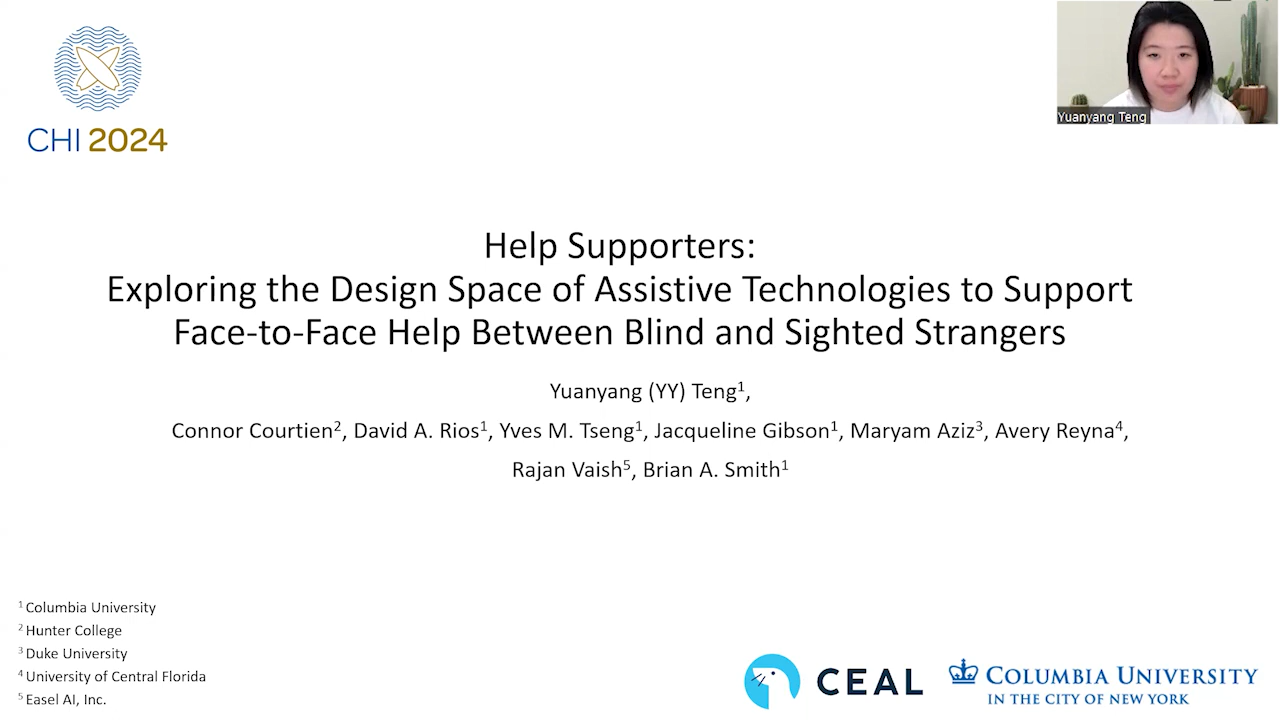 CHI 2024
Yuanyang Teng
Help Supporters:
Exploring the Design Space of Assistive Technologies to Support
Face-to-Face Help Between Blind and Sighted Strangers
Yuanyang (YY) Teng¹,
Connor Courtien², David A. Rios¹, Yves M. Tseng¹, Jacqueline Gibson¹, Maryam Aziz³, Avery Reyna⁴,
Rajan Vaish⁵, Brian A. Smith¹
¹ Columbia University
² Hunter College
³ Duke University
⁴ University of Central Florida
⁵ Easel AI, Inc.
CEAL
COLUMBIA UNIVERSITY
IN THE CITY OF NEW YORK